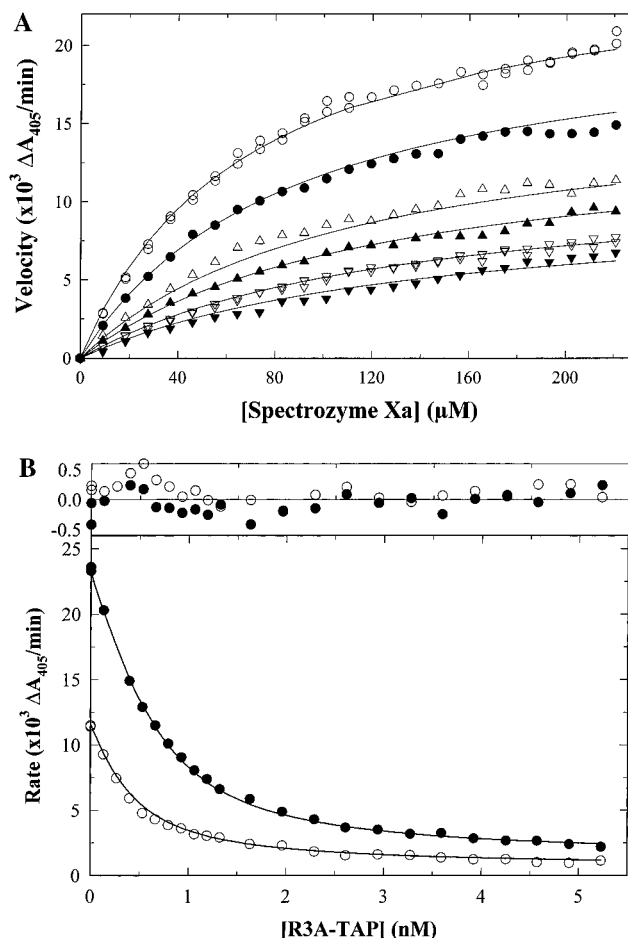 A
Velocity (x10³ ΔA₄₀₅/min)
20
15
10
5
0
0 40 80 120 160 200
[Spectrozyme Xa] (µM)
B
0.5
0.0
-0.5
Rate (x10³ ΔA₄₀₅/min)
25
20
15
10
5
0
0 1 2 3 4 5
[R3A-TAP] (nM)